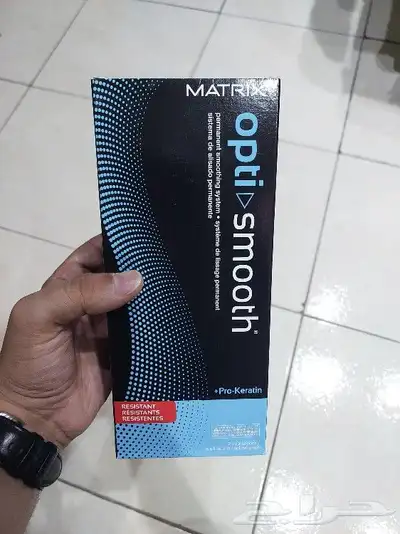 MATRIX
opti smooth®
permanent smoothing system • système de lissage permanent
sistema de alisado permanente
+Pro-Keratin
RESISTANT
RÉSISTANTS
RESISTENTES
حراج